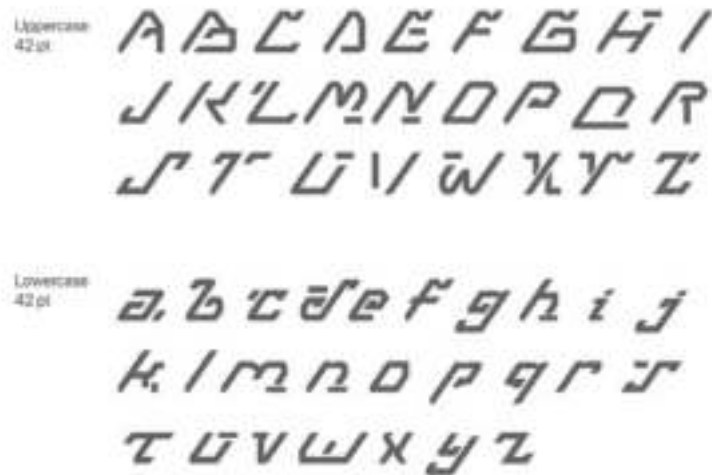 Uppercase
42 pt
A B C D E F G H I
J K L M N O P Q R
S T U V W X Y Z
Lowercase
42 pt
a b c d e f g h i j
k l m n o p q r s
t u v w x y z